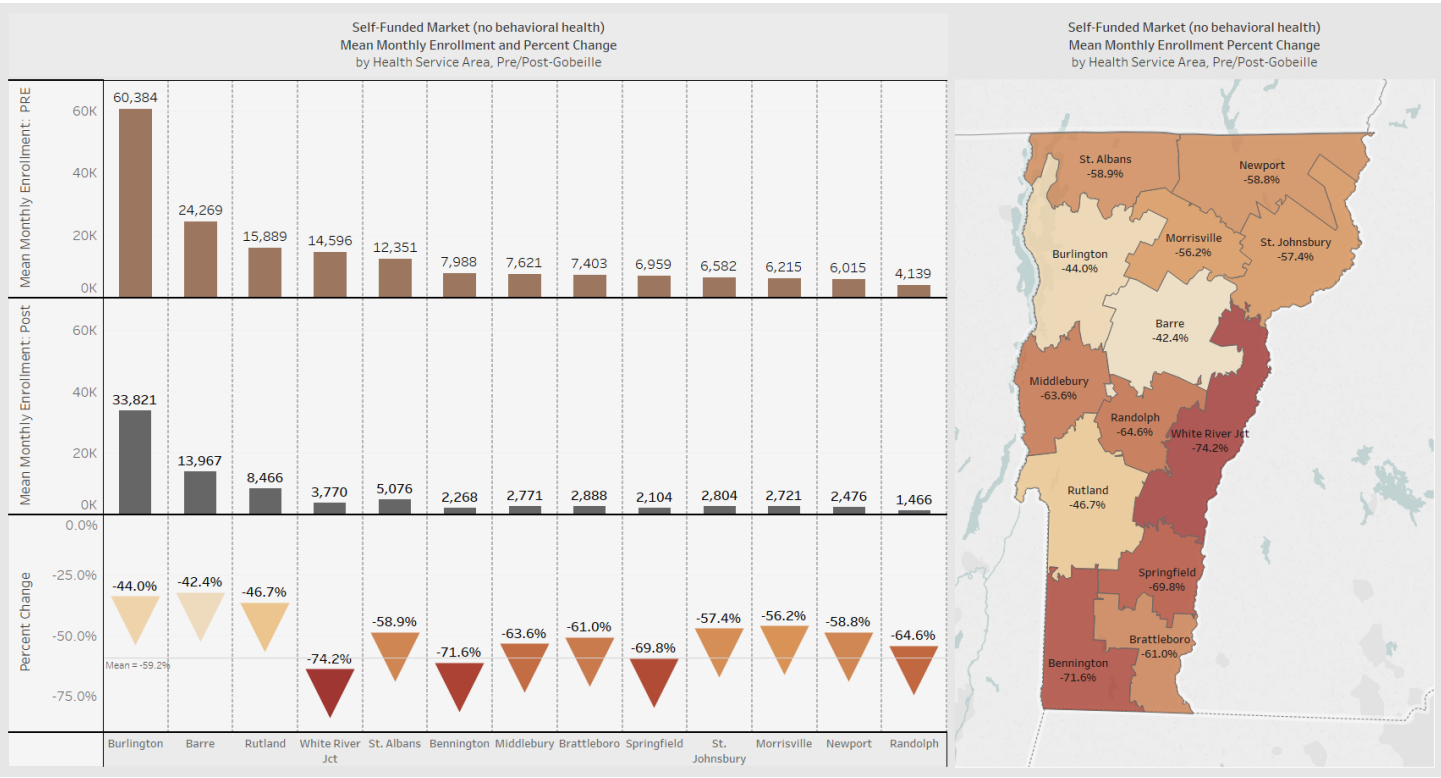 Self-Funded Market (no behavioral health)
Mean Monthly Enrollment and Percent Change
by Health Service Area, Pre/Post-Gobeille
Mean Monthly Enrollment: PRE
60K
40K
20K
0K
60,384
24,269
15,889
14,596
12,351
7,988
7,621
7,403
6,959
6,582
6,215
6,015
4,139
Mean Monthly Enrollment: Post
60K
40K
20K
0K
33,821
13,967
8,466
3,770
5,076
2,268
2,771
2,888
2,104
2,804
2,721
2,476
1,466
Percent Change
0.0%
-25.0%
-50.0%
-75.0%
-44.0%
-42.4%
-46.7%
-74.2%
-58.9%
-71.6%
-63.6%
-61.0%
-69.8%
-57.4%
-56.2%
-58.8%
-64.6%
Mean = -59.2%
Burlington
Barre
Rutland
White River
Jct
St. Albans
Bennington
Middlebury
Brattleboro
Springfield
St.
Johnsbury
Morrisville
Newport
Randolph
Self-Funded Market (no behavioral health)
Mean Monthly Enrollment Percent Change
by Health Service Area, Pre/Post-Gobeille
St. Albans
-58.9%
Newport
-58.8%
Morrisville
-56.2%
St. Johnsbury
-57.4%
Burlington
-44.0%
Barre
-42.4%
Middlebury
-63.6%
Randolph
-64.6%
White River Jct
-74.2%
Rutland
-46.7%
Springfield
-69.8%
Brattleboro
-61.0%
Bennington
-71.6%